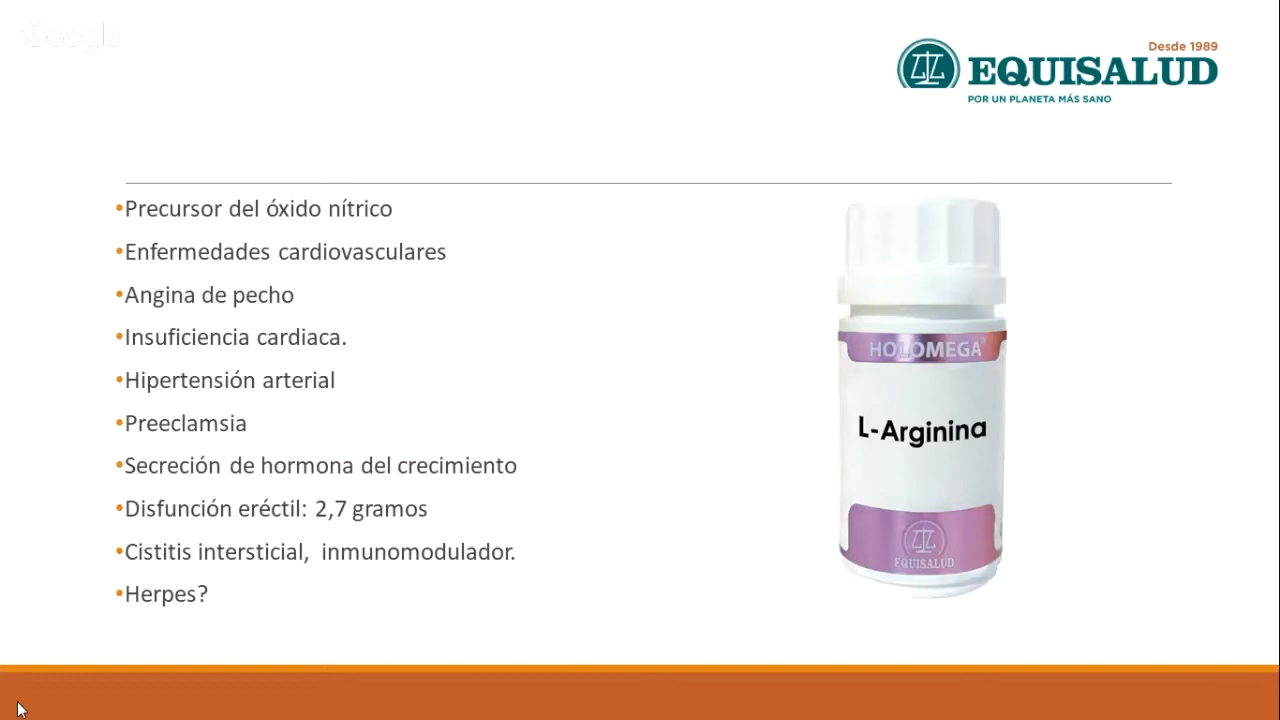 Google
Desde 1989
EQUISALUD
POR UN PLANETA MÁS SANO
•Precursor del óxido nítrico
•Enfermedades cardiovasculares
•Angina de pecho
•Insuficiencia cardiaca.
•Hipertensión arterial
•Preeclamsia
•Secreción de hormona del crecimiento
•Disfunción eréctil: 2,7 gramos
•Cistitis intersticial, inmunomodulador.
•Herpes?
HOLOMEGA®
L-Arginina
EQUISALUD